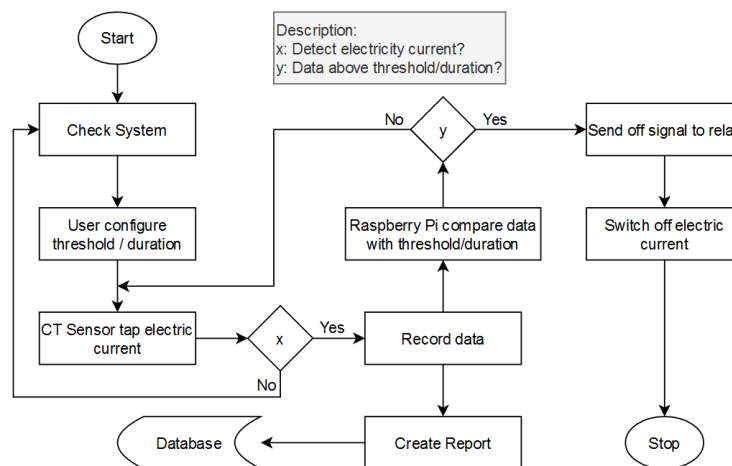 Start
Description:
x: Detect electricity current?
y: Data above threshold/duration?
No
y
Yes
Check System
Send off signal to rela
User configure
threshold / duration
Raspberry Pi compare data
with threshold/duration
Switch off electric
current
CT Sensor tap electric
current
x
Yes
Record data
No
Database
Create Report
Stop